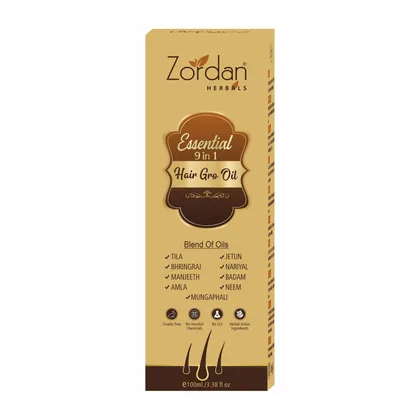 Zordan®
HERBALS
Essential
9 in 1
Hair Gro Oil
Blend Of Oils
✓ TILA ✓ JETUN
✓ BHRINGRAJ ✓ NARIYAL
✓ MANJEETH ✓ BADAM
✓ AMLA ✓ NEEM
✓ MUNGAPHALI
Cruelty Free No Harmful Chemicals No SLS Herbal Active Ingredients
℮100ml/3.38 fl oz